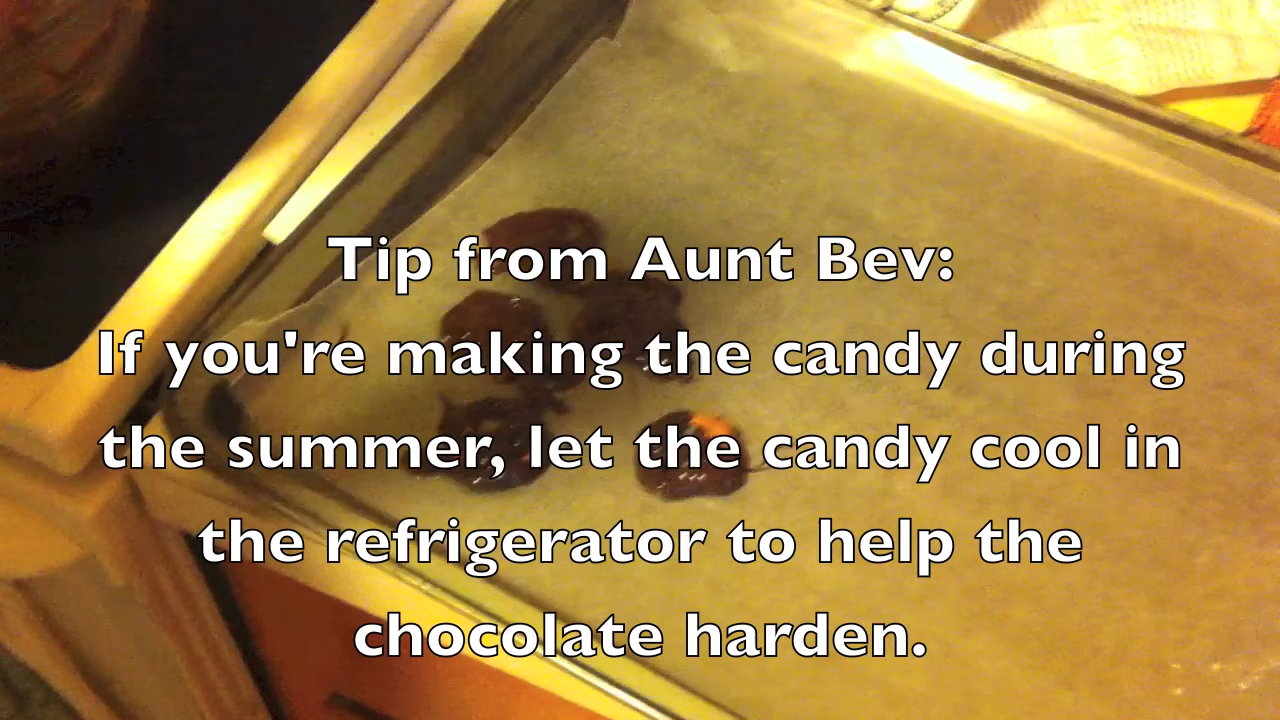 Tip from Aunt Bev:
If you're making the candy during
the summer, let the candy cool in
the refrigerator to help the
chocolate harden.